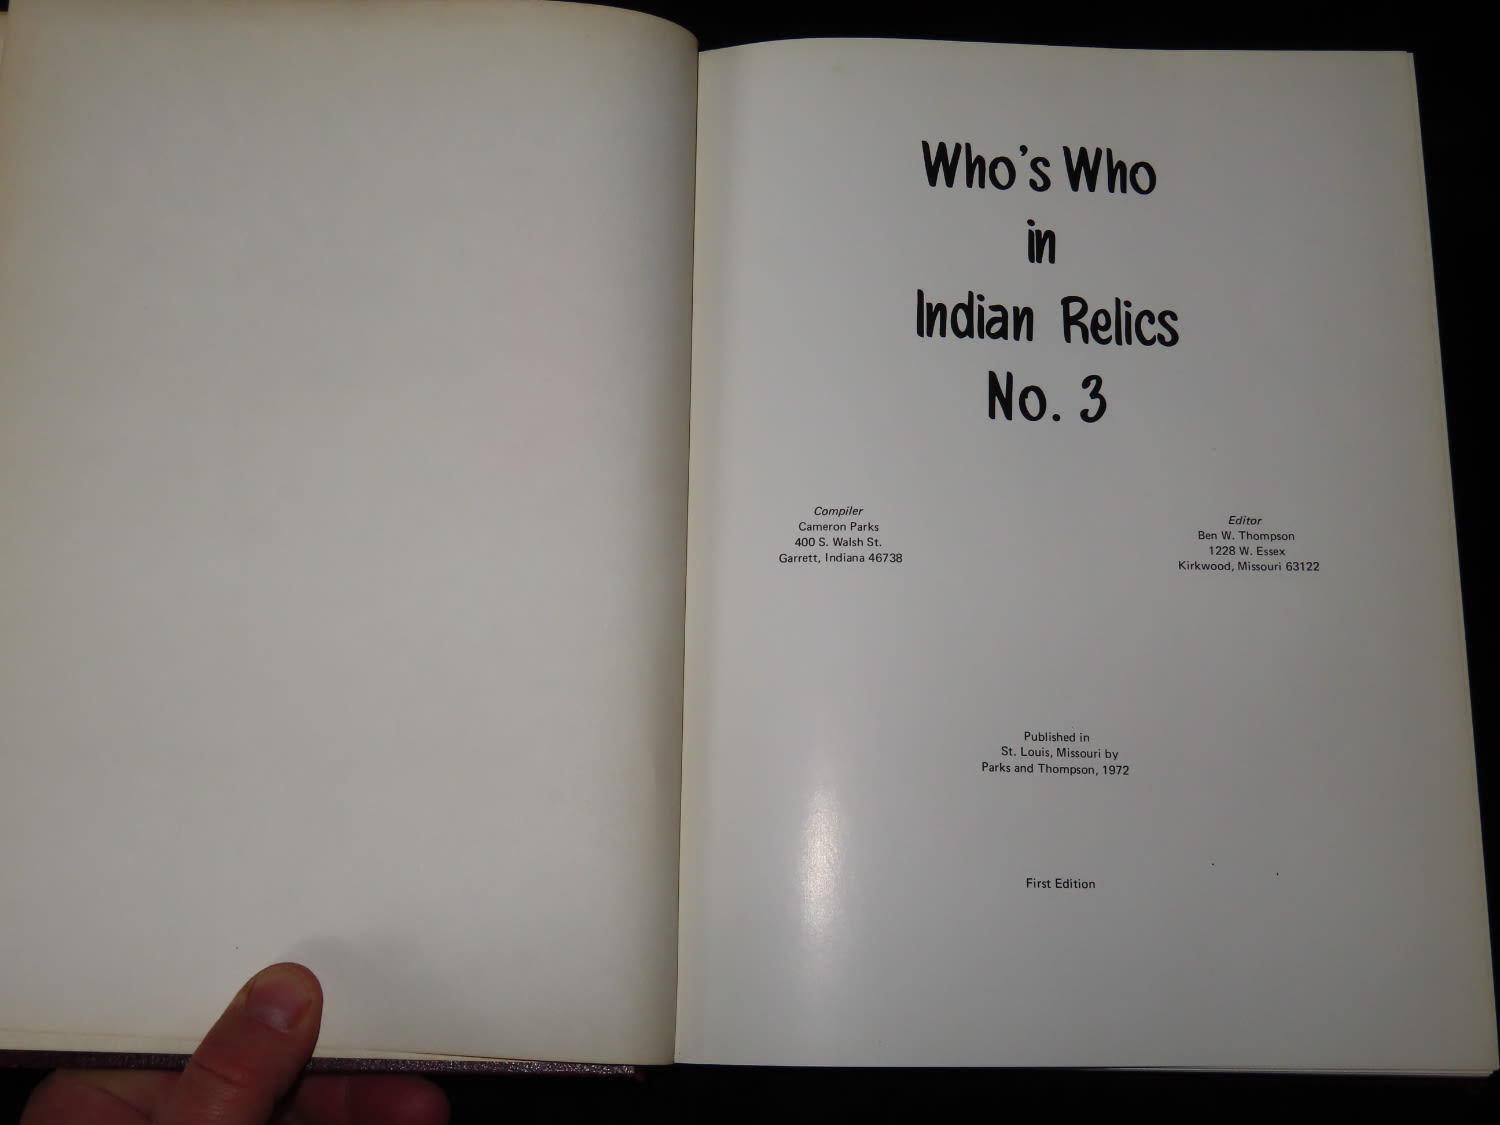 Who's Who
in
Indian Relics
No. 3
Compiler
Cameron Parks
400 S. Walsh St.
Garrett, Indiana 46738
Editor
Ben W. Thompson
1228 W. Essex
Kirkwood, Missouri 63122
Published in
St. Louis, Missouri by
Parks and Thompson, 1972
First Edition